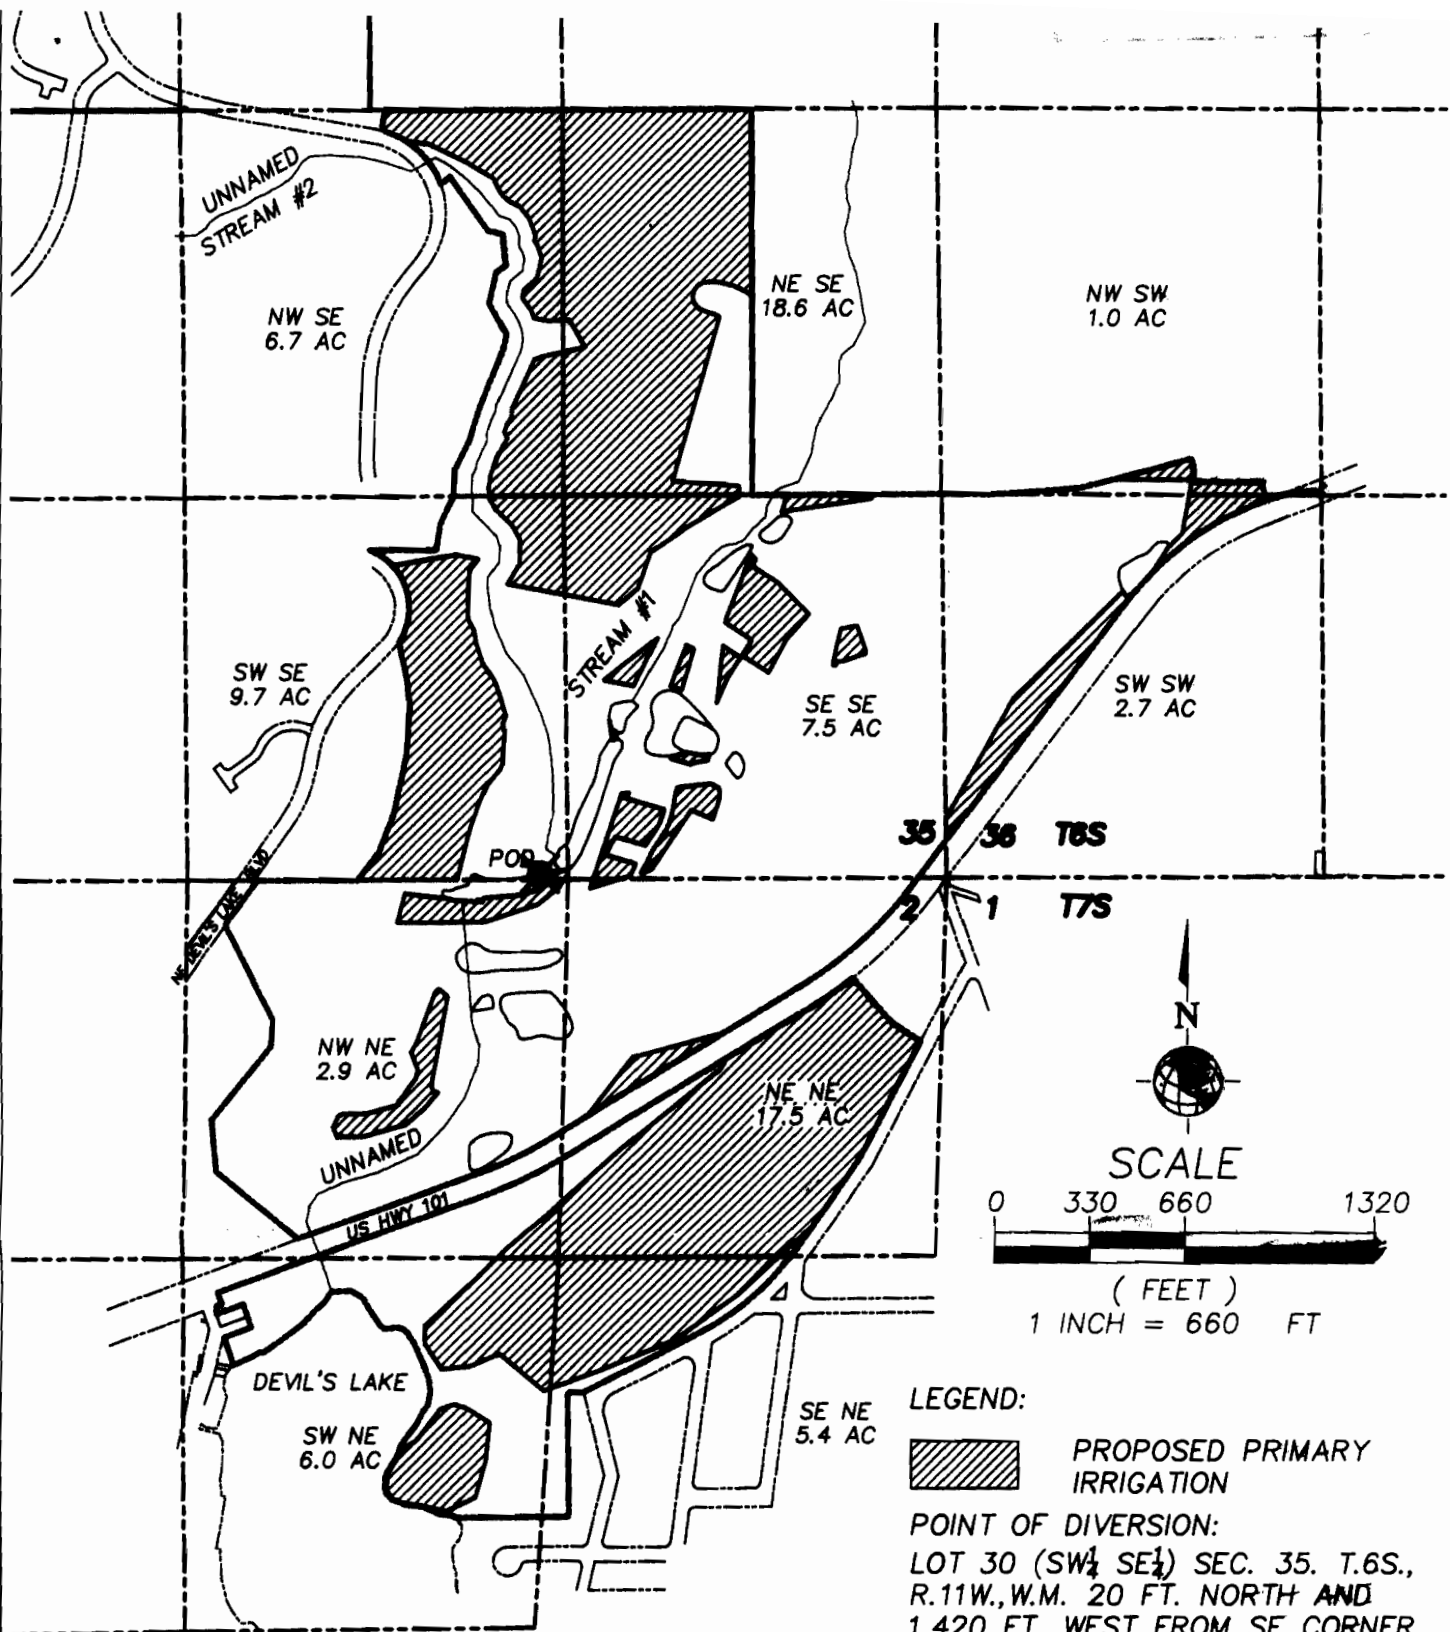 UNNAMED
STREAM #2
NW SE
6.7 AC
NE SE
18.6 AC
NW SW
1.0 AC
STREAM #1
SW SE
9.7 AC
SE SE
7.5 AC
SW SW
2.7 AC
35 36 T6S
POD
2 1 T7S
NE DEVIL'S LAKE BLVD
NW NE
2.9 AC
NE NE
17.5 AC
N
UNNAMED
US HWY 101
SCALE
0 330 660 1320
( FEET )
1 INCH = 660 FT
DEVIL'S LAKE
SW NE
6.0 AC
SE NE
5.4 AC
LEGEND:
PROPOSED PRIMARY
IRRIGATION
POINT OF DIVERSION:
LOT 30 (SW¼ SE¼) SEC. 35. T.6S.,
R.11W.,W.M. 20 FT. NORTH AND
1,420 FT. WEST FROM SE CORNER